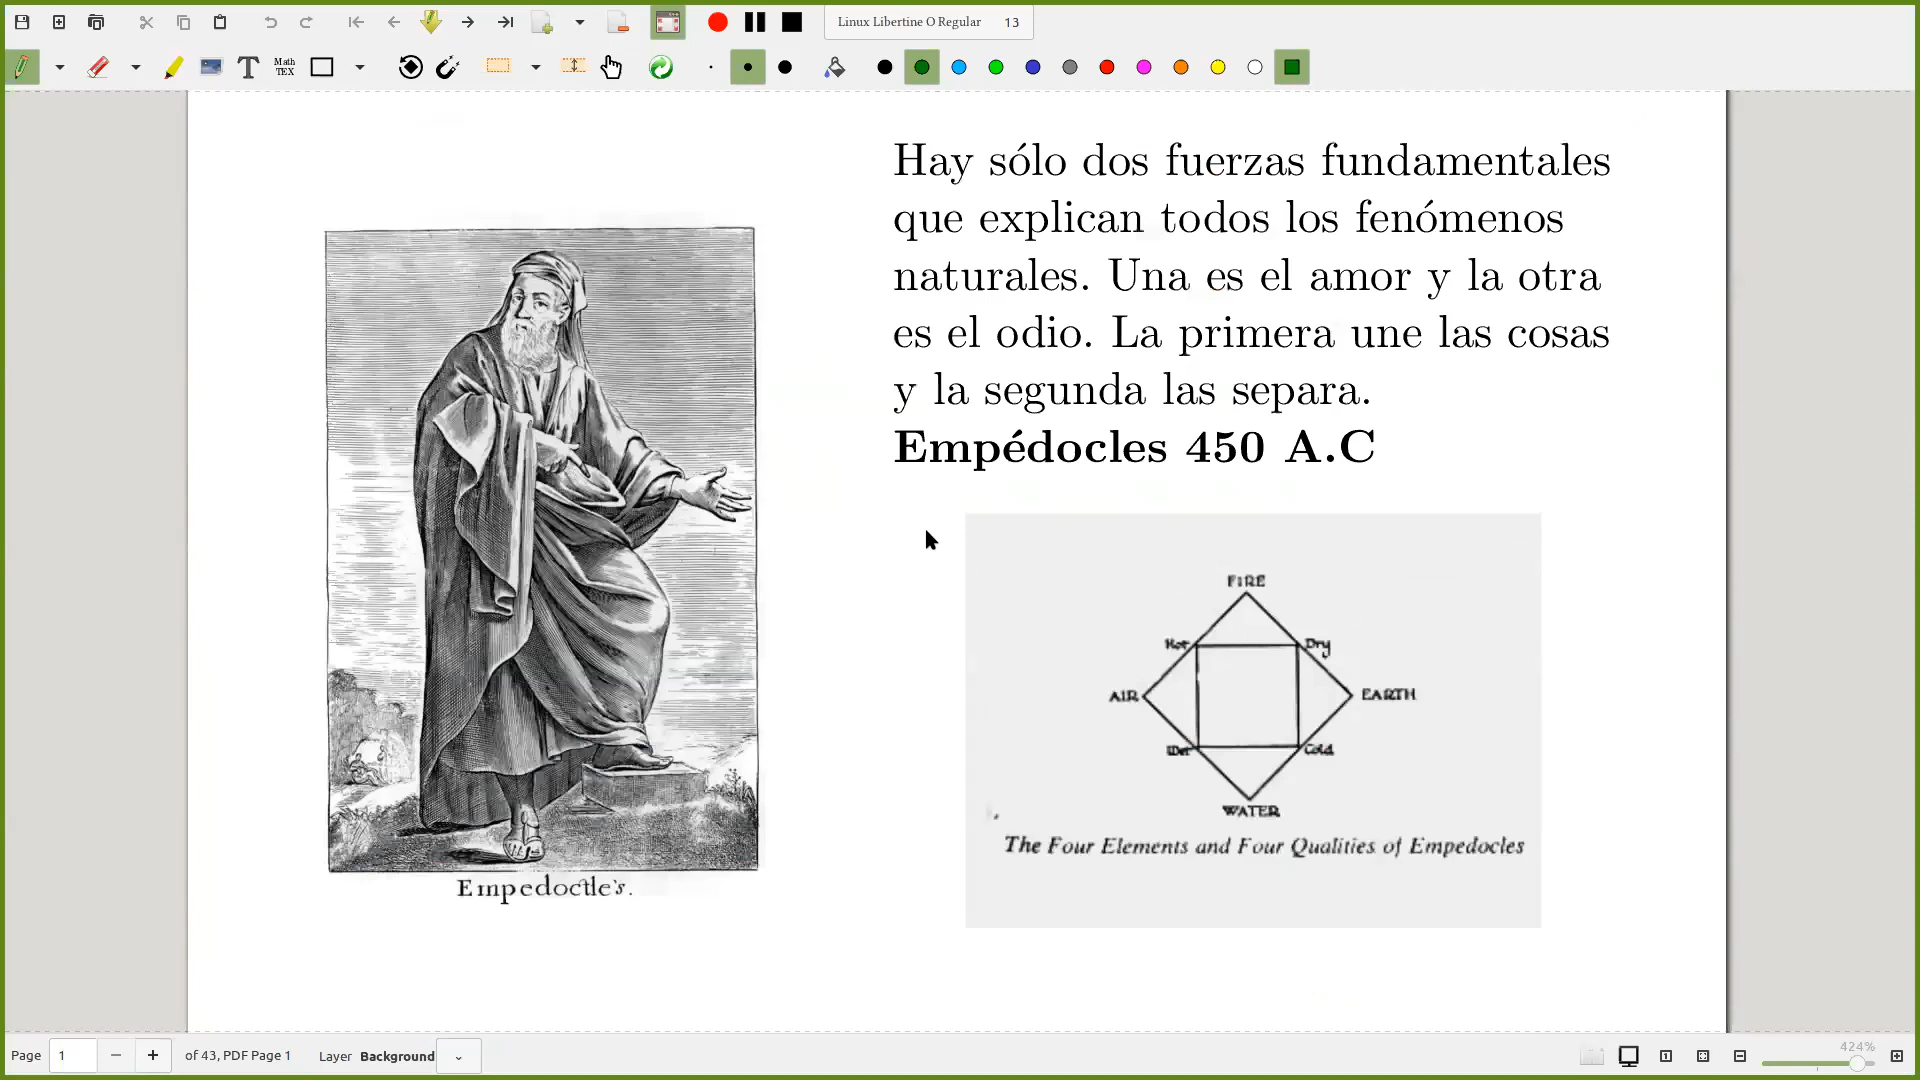 Linux Libertine O Regular 13
T Math TEX
Hay sólo dos fuerzas fundamentales
que explican todos los fenómenos
naturales. Una es el amor y la otra
es el odio. La primera une las cosas
y la segunda las separa.
Empédocles 450 A.C
Empedoctle's.
FIRE
Hot Dry
AIR EARTH
Wet Cold
WATER
The Four Elements and Four Qualities of Empedocles
Page 1 of 43, PDF Page 1 Layer Background
424%